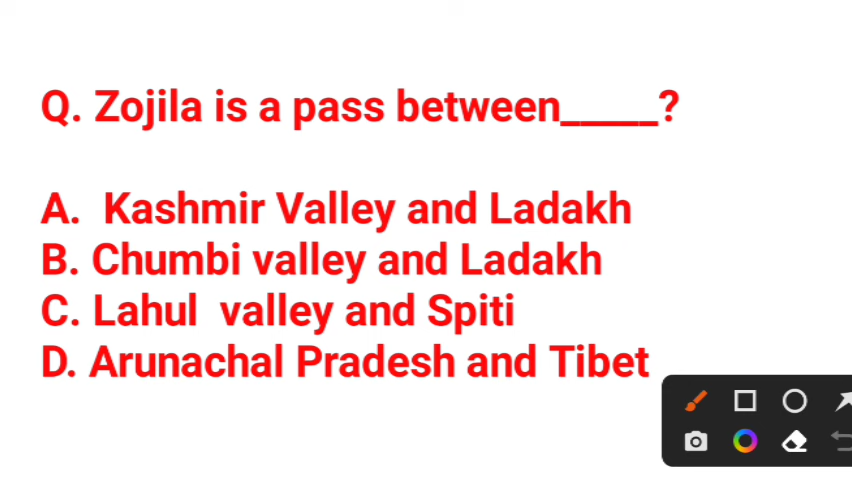 Q. Zojila is a pass between_____?
A. Kashmir Valley and Ladakh
B. Chumbi valley and Ladakh
C. Lahul valley and Spiti
D. Arunachal Pradesh and Tibet